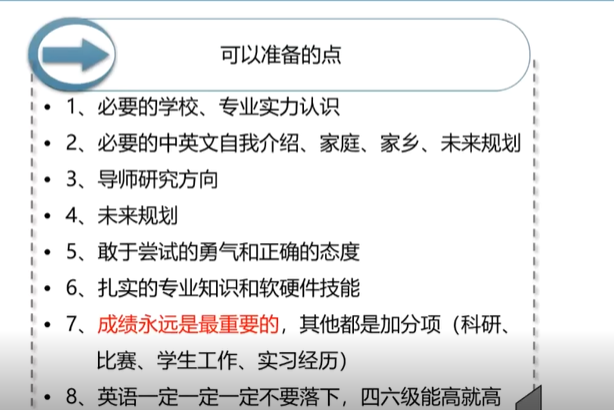 可以准备的点
• 1、必要的学校、专业实力认识
• 2、必要的中英文自我介绍、家庭、家乡、未来规划
• 3、导师研究方向
• 4、未来规划
• 5、敢于尝试的勇气和正确的态度
• 6、扎实的专业知识和软硬件技能
• 7、成绩永远是最重要的，其他都是加分项（科研、
比赛、学生工作、实习经历）
• 8、英语一定一定一定不要落下，四六级能高就高